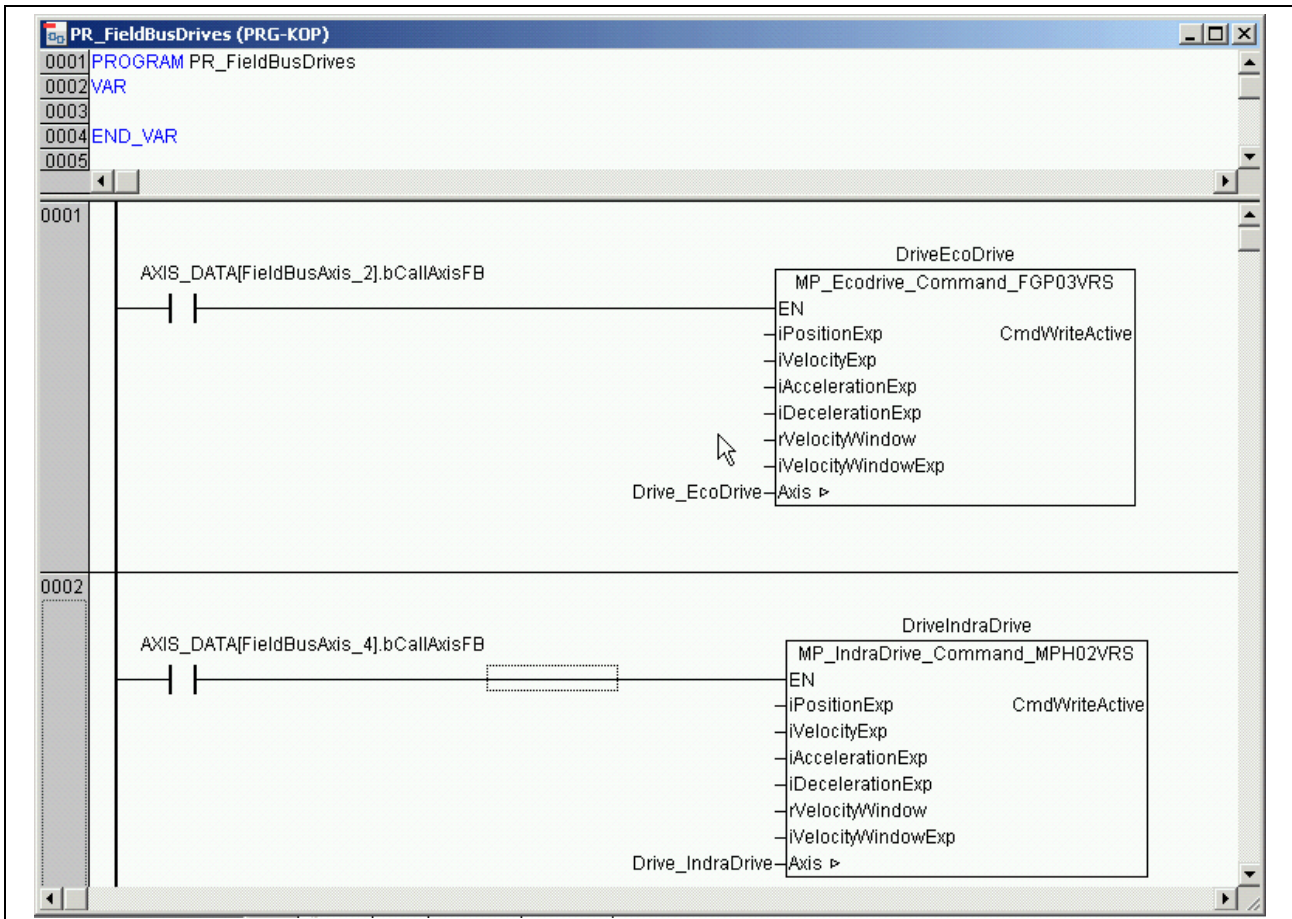 PR_FieldBusDrives (PRG-KOP)
0001 PROGRAM PR_FieldBusDrives
0002 VAR
0003
0004 END_VAR
0005
0001
DriveEcoDrive
AXIS_DATA[FieldBusAxis_2].bCallAxisFB
MP_Ecodrive_Command_FGP03VRS
EN
iPositionExp CmdWriteActive
iVelocityExp
iAccelerationExp
iDecelerationExp
rVelocityWindow
iVelocityWindowExp
Drive_EcoDrive Axis
0002
DriveIndraDrive
AXIS_DATA[FieldBusAxis_4].bCallAxisFB
MP_IndraDrive_Command_MPH02VRS
EN
iPositionExp CmdWriteActive
iVelocityExp
iAccelerationExp
iDecelerationExp
rVelocityWindow
iVelocityWindowExp
Drive_IndraDrive Axis